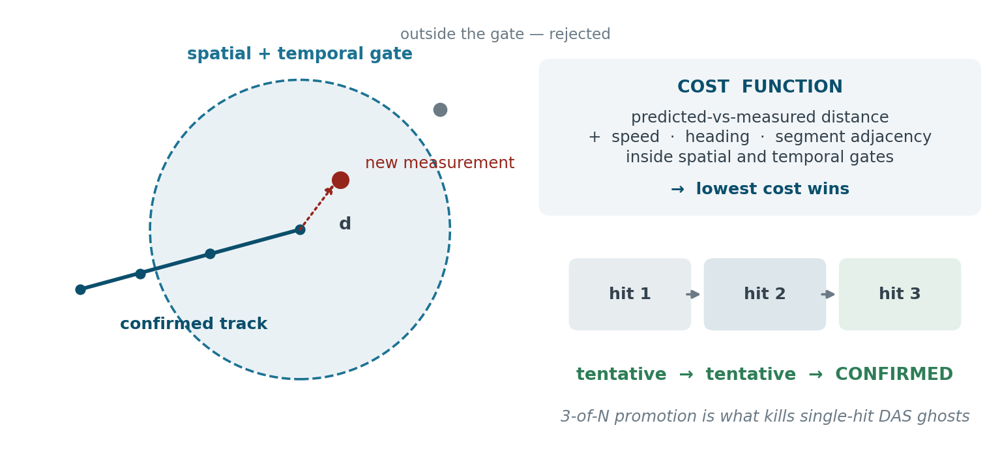 outside the gate — rejected
spatial + temporal gate
new measurement
d
confirmed track
COST FUNCTION
predicted-vs-measured distance
+ speed · heading · segment adjacency
inside spatial and temporal gates
→ lowest cost wins
hit 1
hit 2
hit 3
tentative → tentative → CONFIRMED
3-of-N promotion is what kills single-hit DAS ghosts